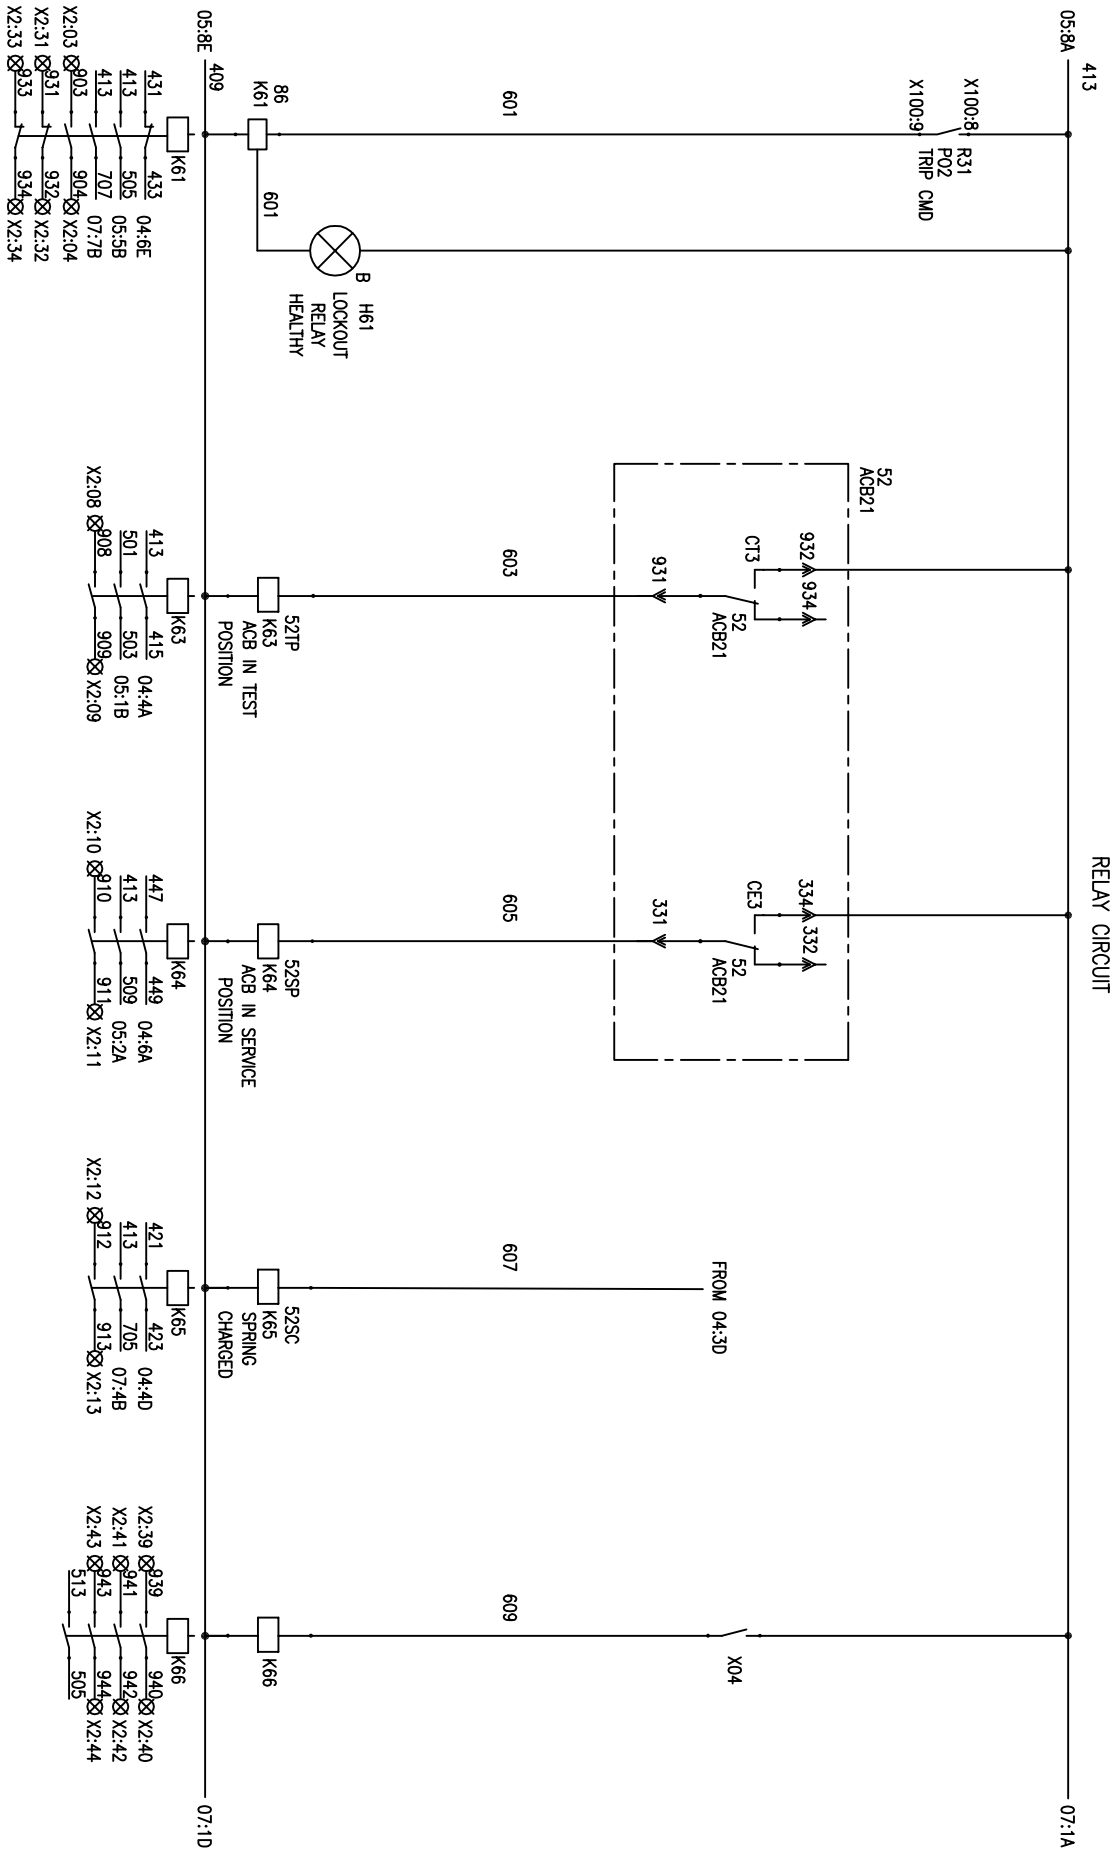 RELAY CIRCUIT
05:8A
413
07:1A
X100:8
X100:9
R31
PO2
TRIP CMD
601
86
K61
601
B
H61
LOCKOUT
RELAY
HEALTHY
52
ACB21
932
934
CT3
52
ACB21
931
603
52TP
K63
ACB IN TEST
POSITION
334
332
CE3
52
ACB21
331
605
52SP
K64
ACB IN SERVICE
POSITION
FROM 04:3D
607
52SC
K65
SPRING
CHARGED
X04
609
K66
05:8E
409
07:1D
K61
431 433 04:6E
413 505 05:5B
413 707 07:7B
X2:03 903 904 X2:04
X2:31 931 932 X2:32
X2:33 933 934 X2:34
K63
413 415 04:4A
501 503 05:1B
X2:08 908 909 X2:09
K64
447 449 04:6A
413 509 05:2A
X2:10 910 911 X2:11
K65
421 423 04:4D
413 705 07:4B
X2:12 912 913 X2:13
K66
X2:39 939 940 X2:40
X2:41 941 942 X2:42
X2:43 943 944 X2:44
513 505